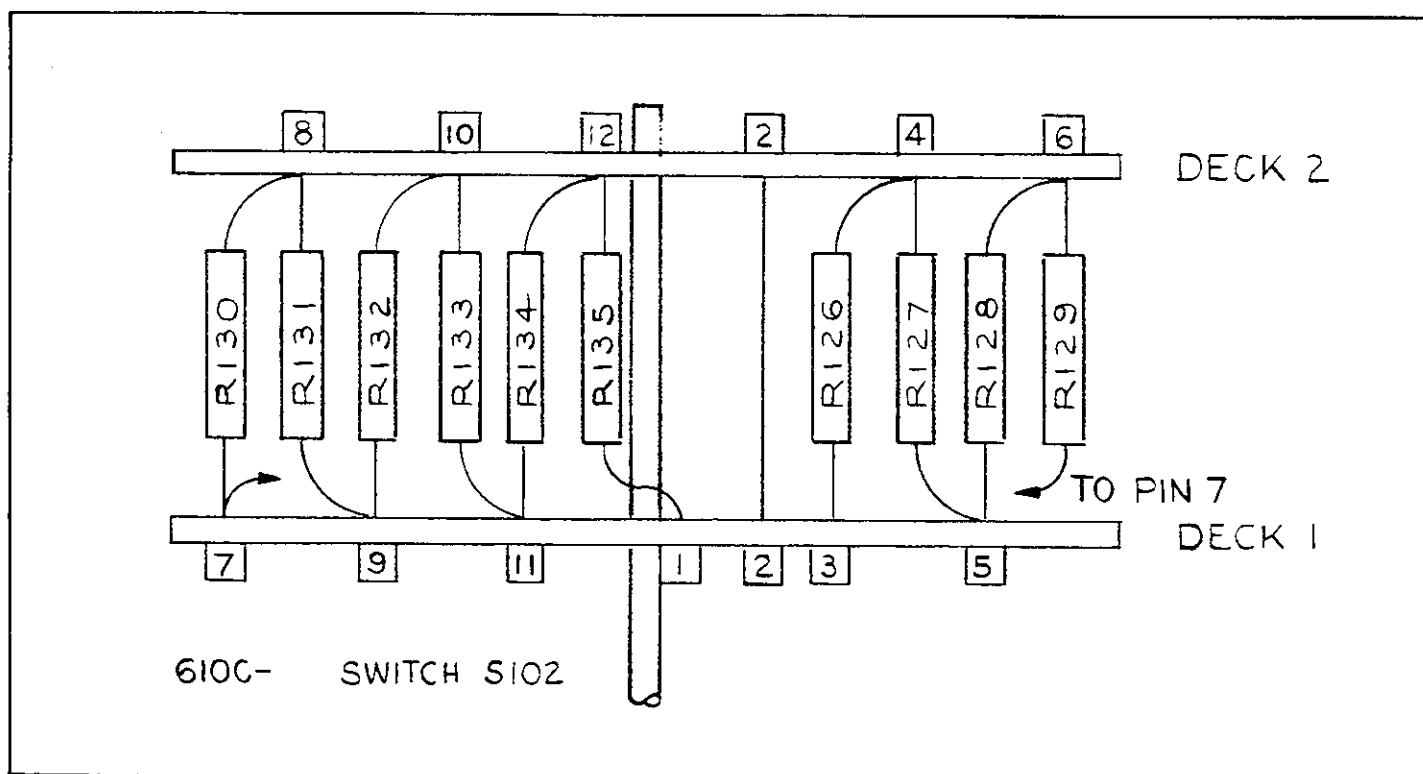 8 10 12 2 4 6
DECK 2
R130 R131 R132 R133 R134 R135 R126 R127 R128 R129
TO PIN 7
DECK 1
7 9 11 1 2 3 5
610C- SWITCH S102